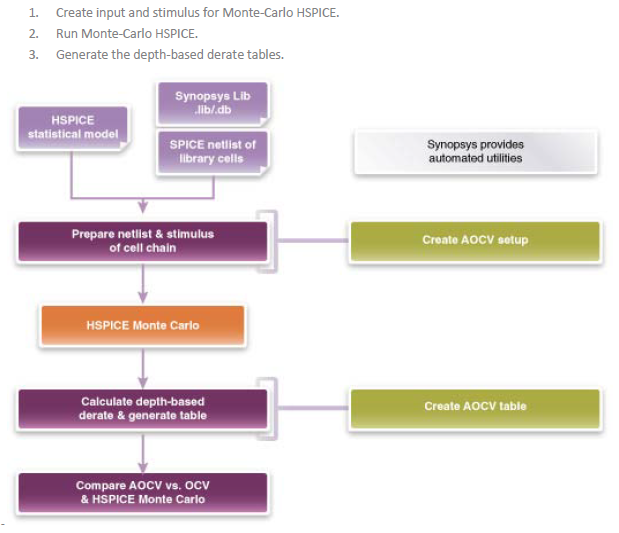 1. Create input and stimulus for Monte-Carlo HSPICE.
2. Run Monte-Carlo HSPICE.
3. Generate the depth-based derate tables.
Synopsys Lib
.lib/.db
HSPICE
statistical model
SPICE netlist of
library cells
Synopsys provides
automated utilities
Prepare netlist & stimulus
of cell chain
Create AOCV setup
HSPICE Monte Carlo
Calculate depth-based
derate & generate table
Create AOCV table
Compare AOCV vs. OCV
& HSPICE Monte Carlo